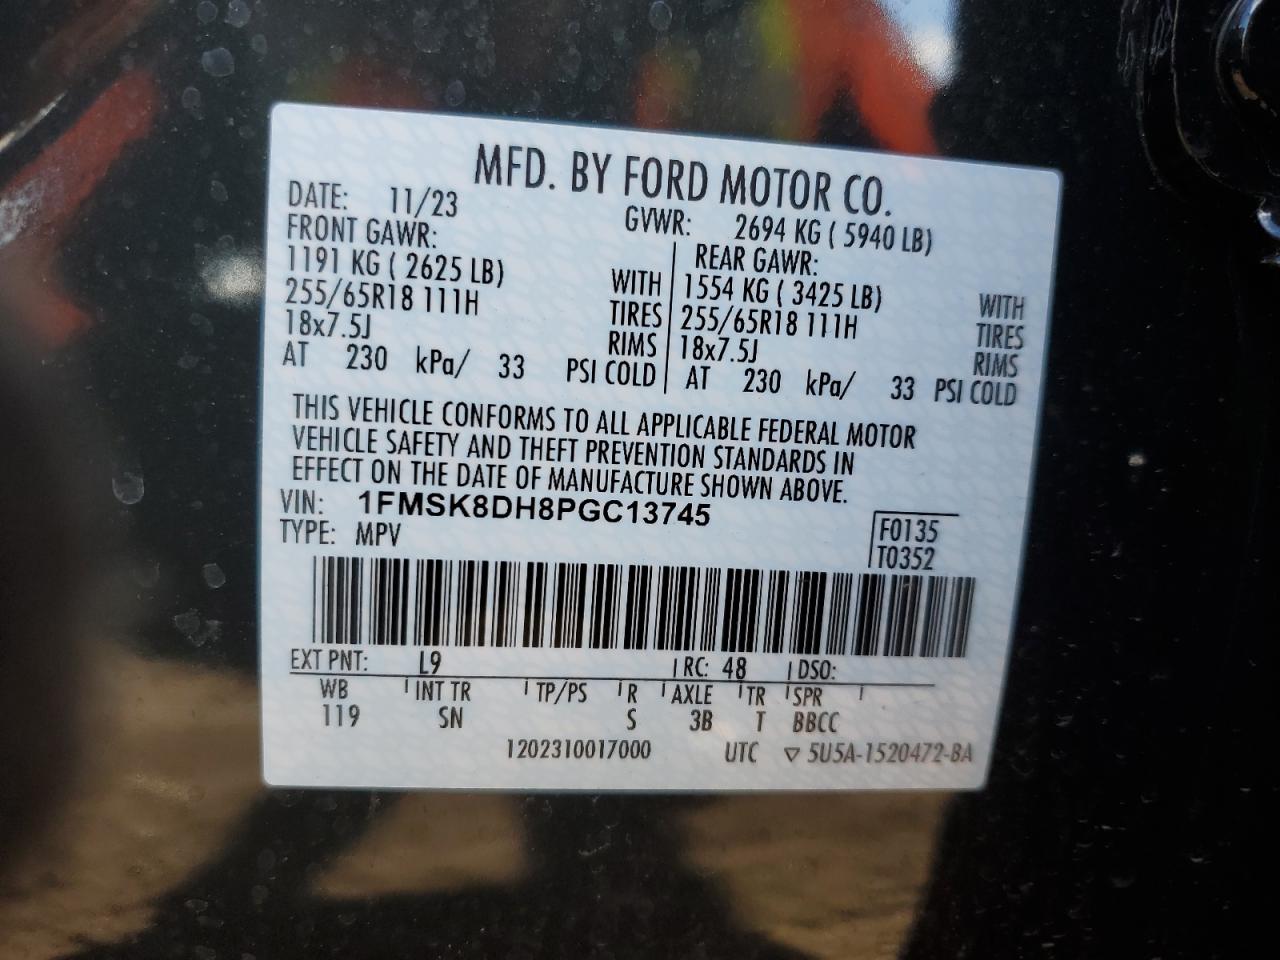 MFD. BY FORD MOTOR CO.
DATE: 11/23 GVWR: 2694 KG ( 5940 LB)
FRONT GAWR: REAR GAWR:
1191 KG ( 2625 LB) WITH 1554 KG ( 3425 LB) WITH
255/65R18 111H TIRES 255/65R18 111H TIRES
18x7.5J RIMS 18x7.5J RIMS
AT 230 kPa/ 33 PSI COLD AT 230 kPa/ 33 PSI COLD
THIS VEHICLE CONFORMS TO ALL APPLICABLE FEDERAL MOTOR
VEHICLE SAFETY AND THEFT PREVENTION STANDARDS IN
EFFECT ON THE DATE OF MANUFACTURE SHOWN ABOVE.
VIN: 1FMSK8DH8PGC13745
TYPE: MPV
F0135
T0352
EXT PNT: L9 RC: 48 DSO:
WB INT TR TP/PS R AXLE TR SPR
119 SN S 3B T BBCC
1202310017000 UTC ▽ 5U5A-1520472-BA